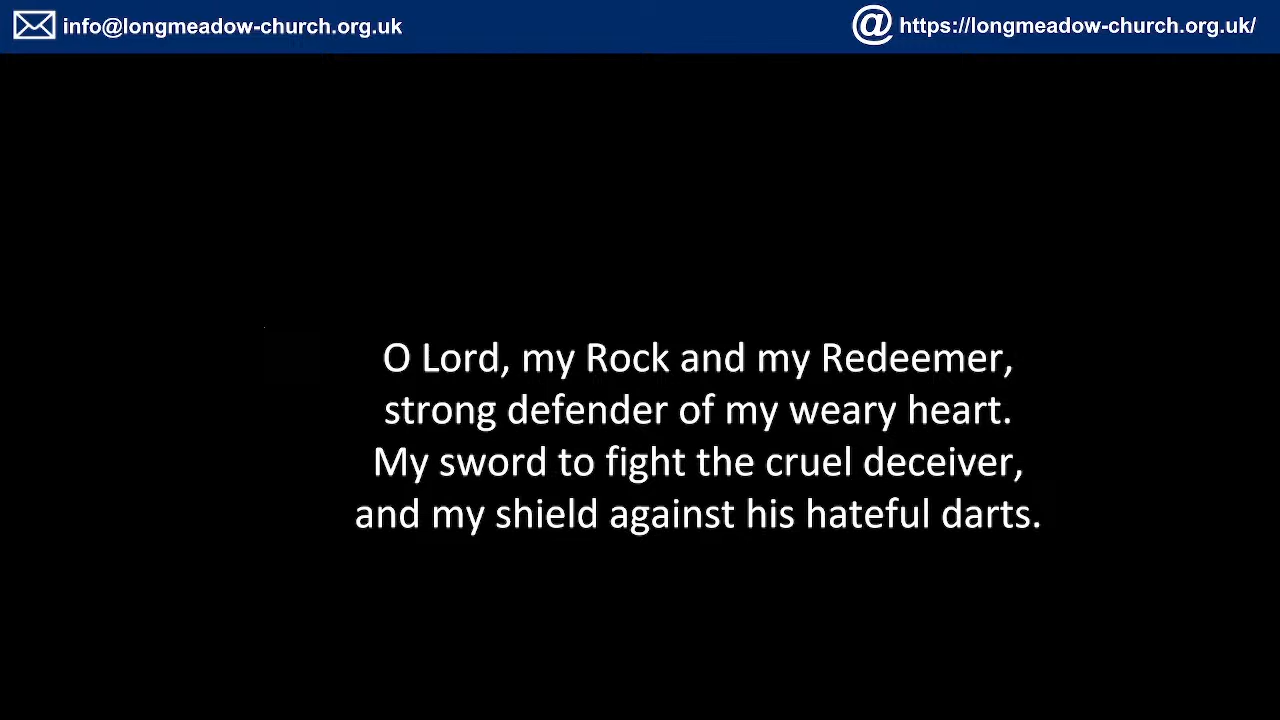 info@longmeadow-church.org.uk
https://longmeadow-church.org.uk/
O Lord, my Rock and my Redeemer,
strong defender of my weary heart.
My sword to fight the cruel deceiver,
and my shield against his hateful darts.